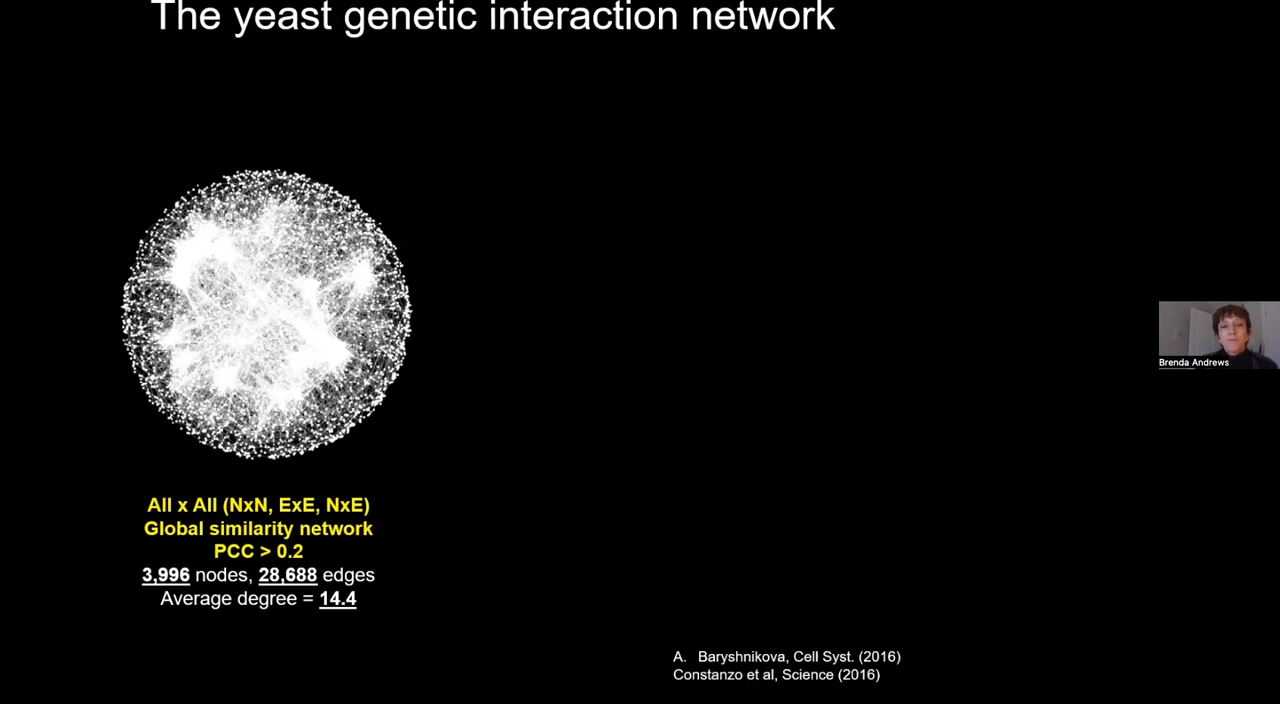 The yeast genetic interaction network
Brenda Andrews
All x All (NxN, ExE, NxE)
Global similarity network
PCC > 0.2
3,996 nodes, 28,688 edges
Average degree = 14.4
A. Baryshnikova, Cell Syst. (2016)
Constanzo et al, Science (2016)